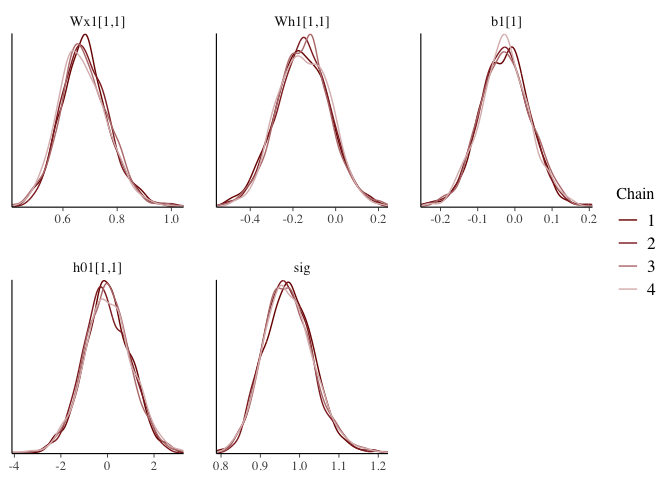 Wx1[1,1]
Wh1[1,1]
b1[1]
0.6 0.8 1.0
-0.4 -0.2 0.0 0.2
-0.2 -0.1 0.0 0.1 0.2
Chain
1
2
3
4
h01[1,1]
sig
-4 -2 0 2
0.8 0.9 1.0 1.1 1.2